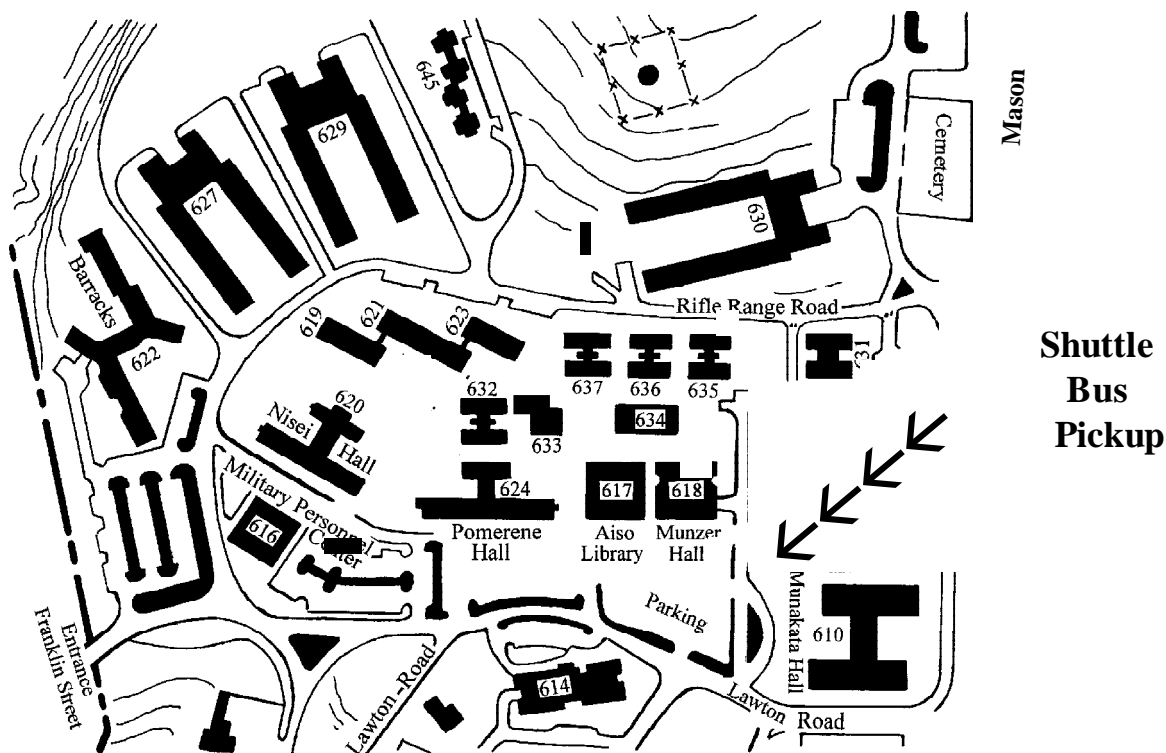 645
629
Mason
Cemetery
627
630
Barracks
Rifle Range Road
619
621
623
631
622
637
636
635
Shuttle
Bus
Pickup
632
620
634
633
Nisei
Hall
624
617
618
Military Personnel
Center
616
Pomerene
Hall
Aiso
Library
Munzer
Hall
Parking
Munakata Hall
610
Entrance
Franklin Street
614
Lawton Road
Lawton Road